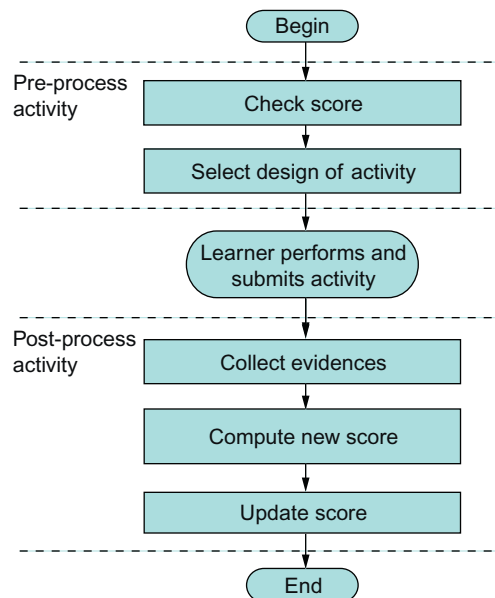 Begin
Pre-process
activity
Check score
Select design of activity
Learner performs and
submits activity
Post-process
activity
Collect evidences
Compute new score
Update score
End